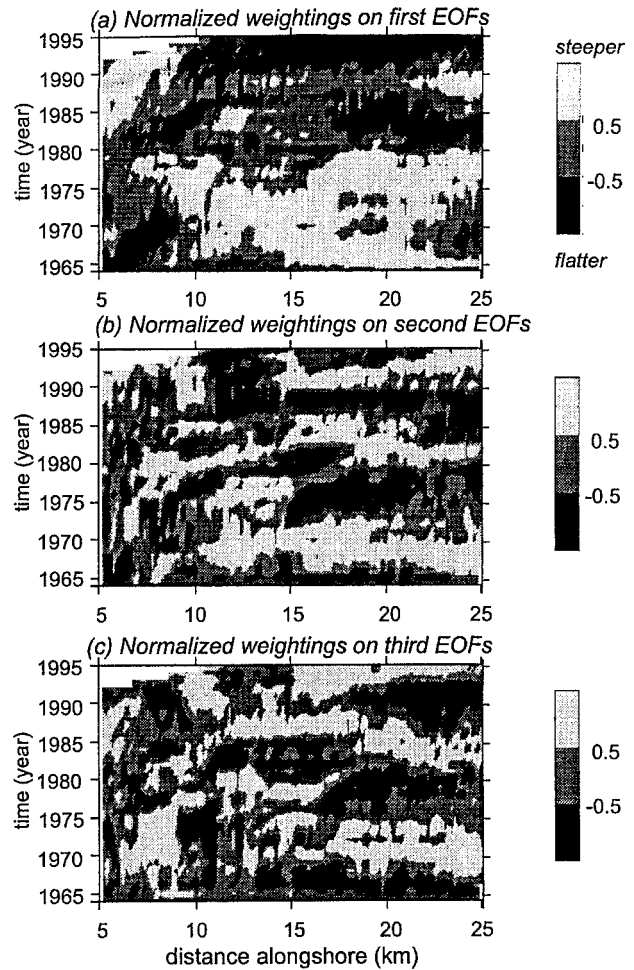 (a) Normalized weightings on first EOFs
steeper
1995
1990
1985
1980
1975
1970
1965
time (year)
0.5
-0.5
flatter
5 10 15 20 25
(b) Normalized weightings on second EOFs
1995
1990
1985
1980
1975
1970
1965
time (year)
0.5
-0.5
5 10 15 20 25
(c) Normalized weightings on third EOFs
1995
1990
1985
1980
1975
1970
1965
time (year)
0.5
-0.5
5 10 15 20 25
distance alongshore (km)